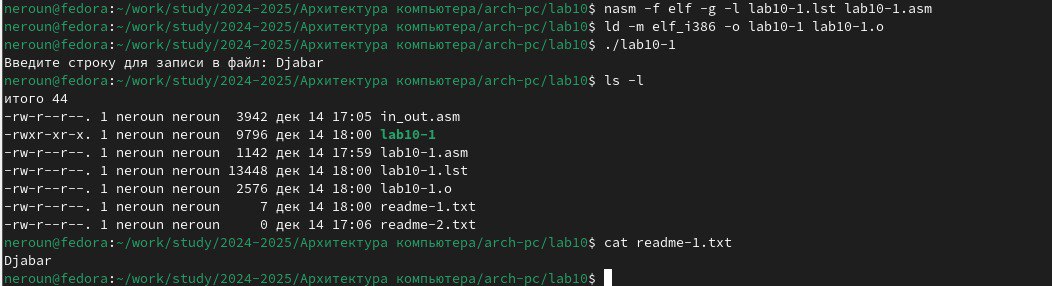 neroun@fedora:~/work/study/2024-2025/Архитектура компьютера/arch-pc/lab10$ nasm -f elf -g -l lab10-1.lst lab10-1.asm
neroun@fedora:~/work/study/2024-2025/Архитектура компьютера/arch-pc/lab10$ ld -m elf_i386 -o lab10-1 lab10-1.o
neroun@fedora:~/work/study/2024-2025/Архитектура компьютера/arch-pc/lab10$ ./lab10-1
Введите строку для записи в файл: Djabar
neroun@fedora:~/work/study/2024-2025/Архитектура компьютера/arch-pc/lab10$ ls -l
итого 44
-rw-r--r--. 1 neroun neroun  3942 дек 14 17:05 in_out.asm
-rwxr-xr-x. 1 neroun neroun  9796 дек 14 18:00 lab10-1
-rw-r--r--. 1 neroun neroun  1142 дек 14 17:59 lab10-1.asm
-rw-r--r--. 1 neroun neroun 13448 дек 14 18:00 lab10-1.lst
-rw-r--r--. 1 neroun neroun  2576 дек 14 18:00 lab10-1.o
-rw-r--r--. 1 neroun neroun     7 дек 14 18:00 readme-1.txt
-rw-r--r--. 1 neroun neroun     0 дек 14 17:06 readme-2.txt
neroun@fedora:~/work/study/2024-2025/Архитектура компьютера/arch-pc/lab10$ cat readme-1.txt
Djabar
neroun@fedora:~/work/study/2024-2025/Архитектура компьютера/arch-pc/lab10$